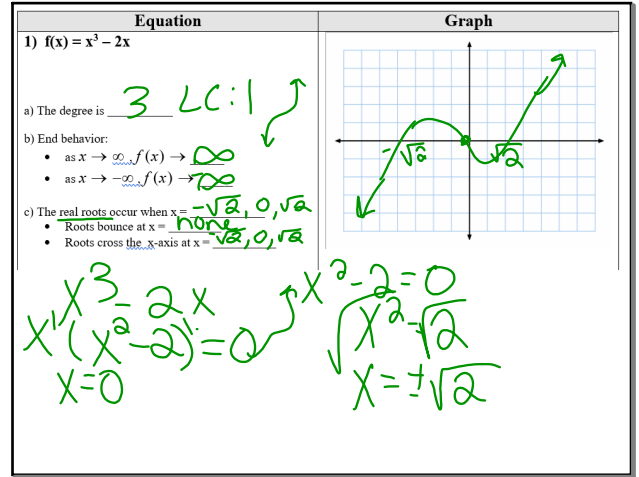 Equation
Graph
1) f(x) = x³ – 2x
a) The degree is 3 LC: 1
b) End behavior:
• as x → ∞, f(x) → ∞
• as x → −∞, f(x) → -∞
c) The real roots occur when x = -√2, 0, √2
• Roots bounce at x = none
• Roots cross the x-axis at x = -√2, 0, √2
-√2
√2
x³ - 2x
x¹(x² - 2)¹ = 0
x = 0
x² - 2 = 0
√x² = √2
x = ±√2